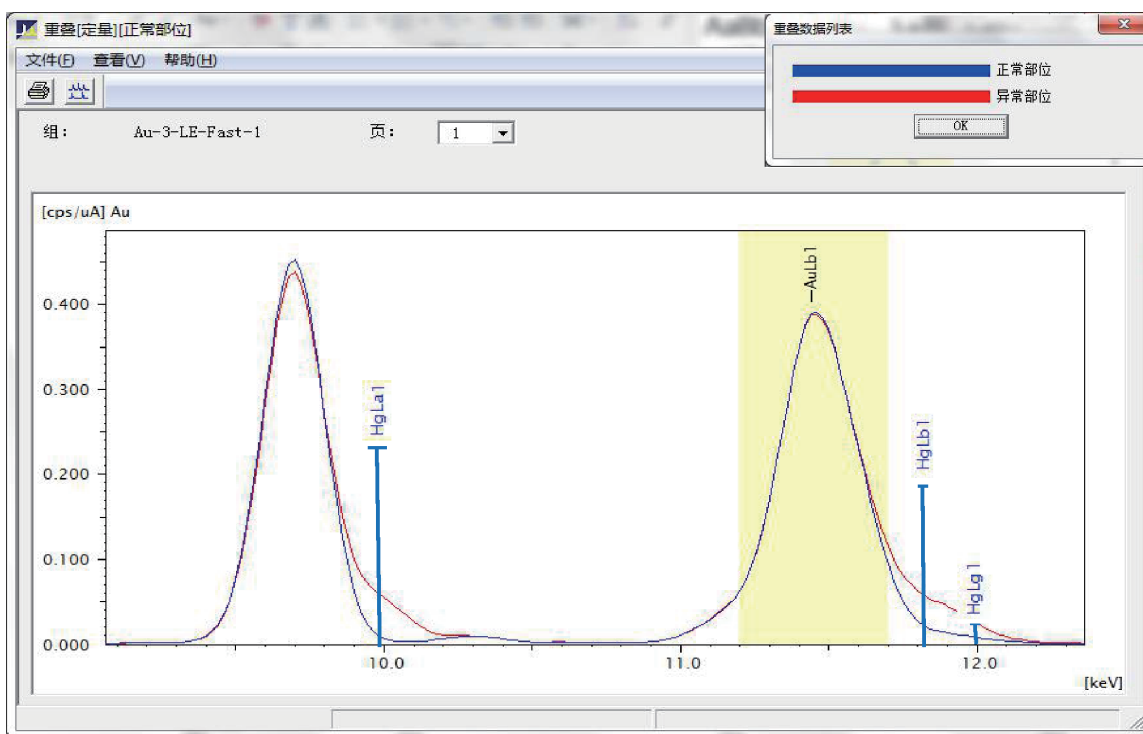 重叠[定量][正常部位]
文件(F) 查看(V) 帮助(H)
组: Au-3-LE-Fast-1 页: 1
重叠数据列表
正常部位
异常部位
OK
[cps/uA] Au
0.400
0.300
0.200
0.100
0.000
HgLa1
AuLb1
HgLb1
HgLg1
10.0 11.0 12.0
[keV]